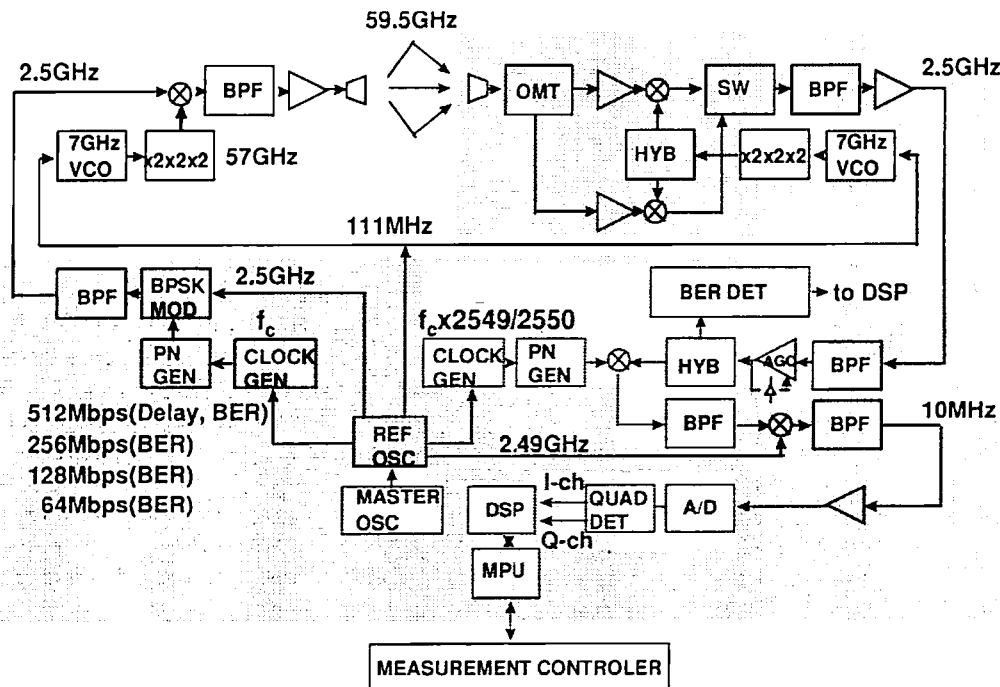 59.5GHz
2.5GHz
BPF
OMT
SW
BPF
2.5GHz
7GHz
VCO
x2x2x2
57GHz
HYB
x2x2x2
7GHz
VCO
111MHz
BPF
BPSK
MOD
2.5GHz
BER DET
to DSP
fc
fcx2549/2550
PN
GEN
CLOCK
GEN
CLOCK
GEN
PN
GEN
HYB
AGC
BPF
512Mbps(Delay, BER)
256Mbps(BER)
128Mbps(BER)
64Mbps(BER)
REF
OSC
2.49GHz
BPF
BPF
10MHz
MASTER
OSC
DSP
I-ch
Q-ch
QUAD
DET
A/D
MPU
MEASUREMENT CONTROLER